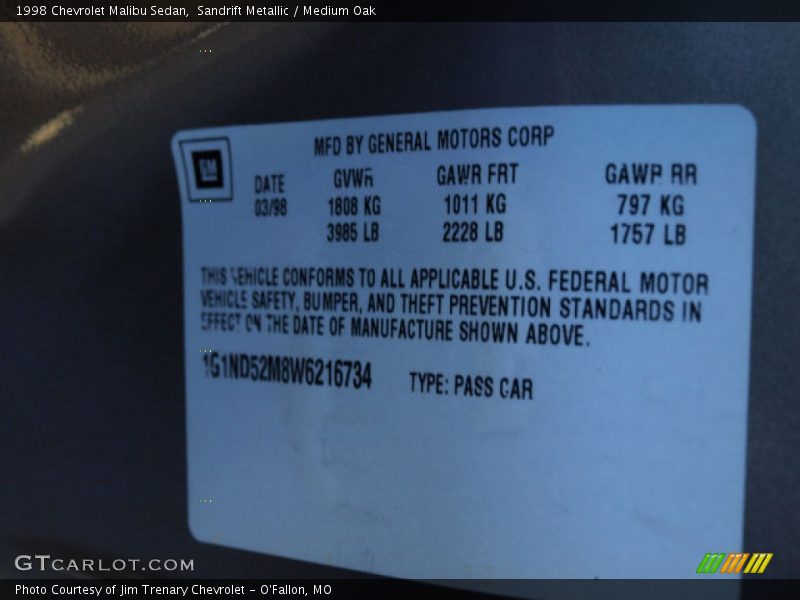 1998 Chevrolet Malibu Sedan,  Sandrift Metallic / Medium Oak
MFD BY GENERAL MOTORS CORP
GM
DATE GVWR GAWR FRT GAWR RR
03/98 1808 KG 1011 KG 797 KG
3985 LB 2228 LB 1757 LB
THIS VEHICLE CONFORMS TO ALL APPLICABLE U.S. FEDERAL MOTOR
VEHICLE SAFETY, BUMPER, AND THEFT PREVENTION STANDARDS IN
EFFECT ON THE DATE OF MANUFACTURE SHOWN ABOVE.
1G1ND52M8W6216734 TYPE: PASS CAR
GTCARLOT.COM
Photo Courtesy of Jim Trenary Chevrolet - O'Fallon, MO